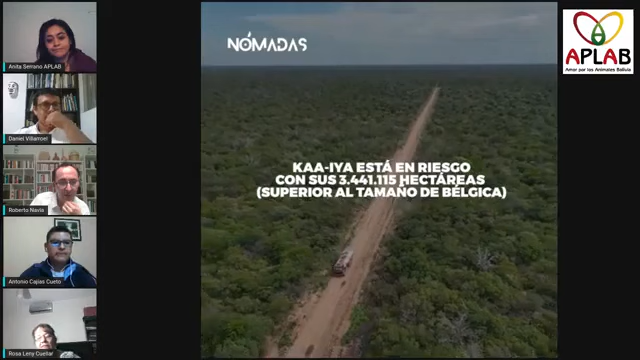 Anita Serrano APLAB
Daniel Villarroel
Roberto Navia
Antonio Cajías Cueto
Rosa Leny Cuellar
NÓMADAS
KAA-IYA ESTÁ EN RIESGO
CON SUS 3.441.115 HECTÁREAS
(SUPERIOR AL TAMAÑO DE BÉLGICA)
APLAB
Amor por los Animales Bolivia